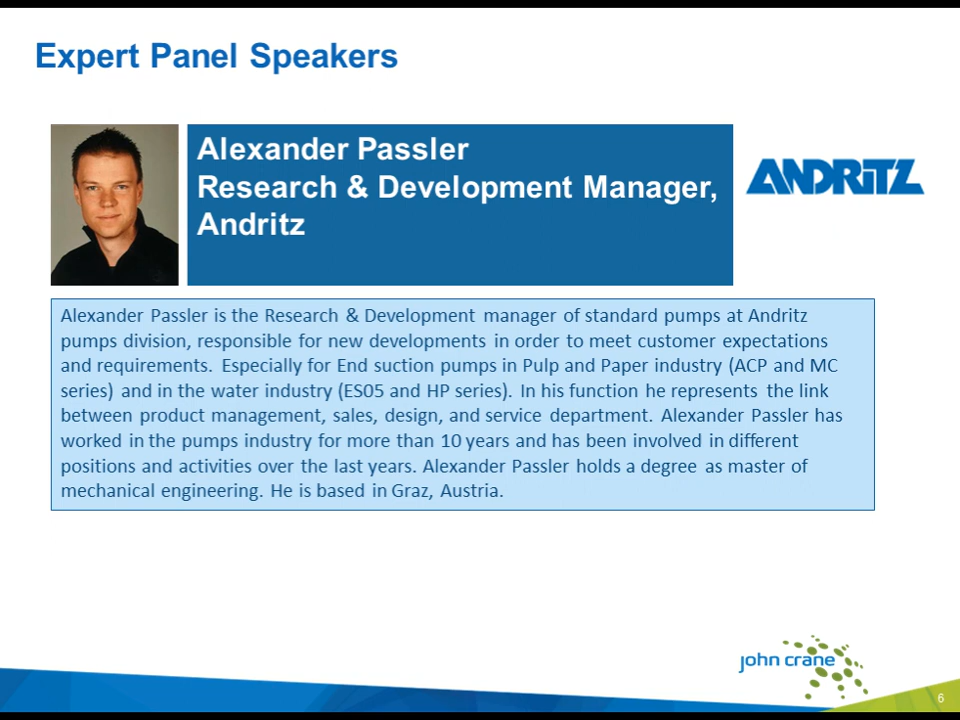 Expert Panel Speakers
Alexander Passler
Research & Development Manager,
Andritz
ANDRITZ
Alexander Passler is the Research & Development manager of standard pumps at Andritz
pumps division, responsible for new developments in order to meet customer expectations
and requirements. Especially for End suction pumps in Pulp and Paper industry (ACP and MC
series) and in the water industry (ES05 and HP series). In his function he represents the link
between product management, sales, design, and service department. Alexander Passler has
worked in the pumps industry for more than 10 years and has been involved in different
positions and activities over the last years. Alexander Passler holds a degree as master of
mechanical engineering. He is based in Graz, Austria.
john crane
6